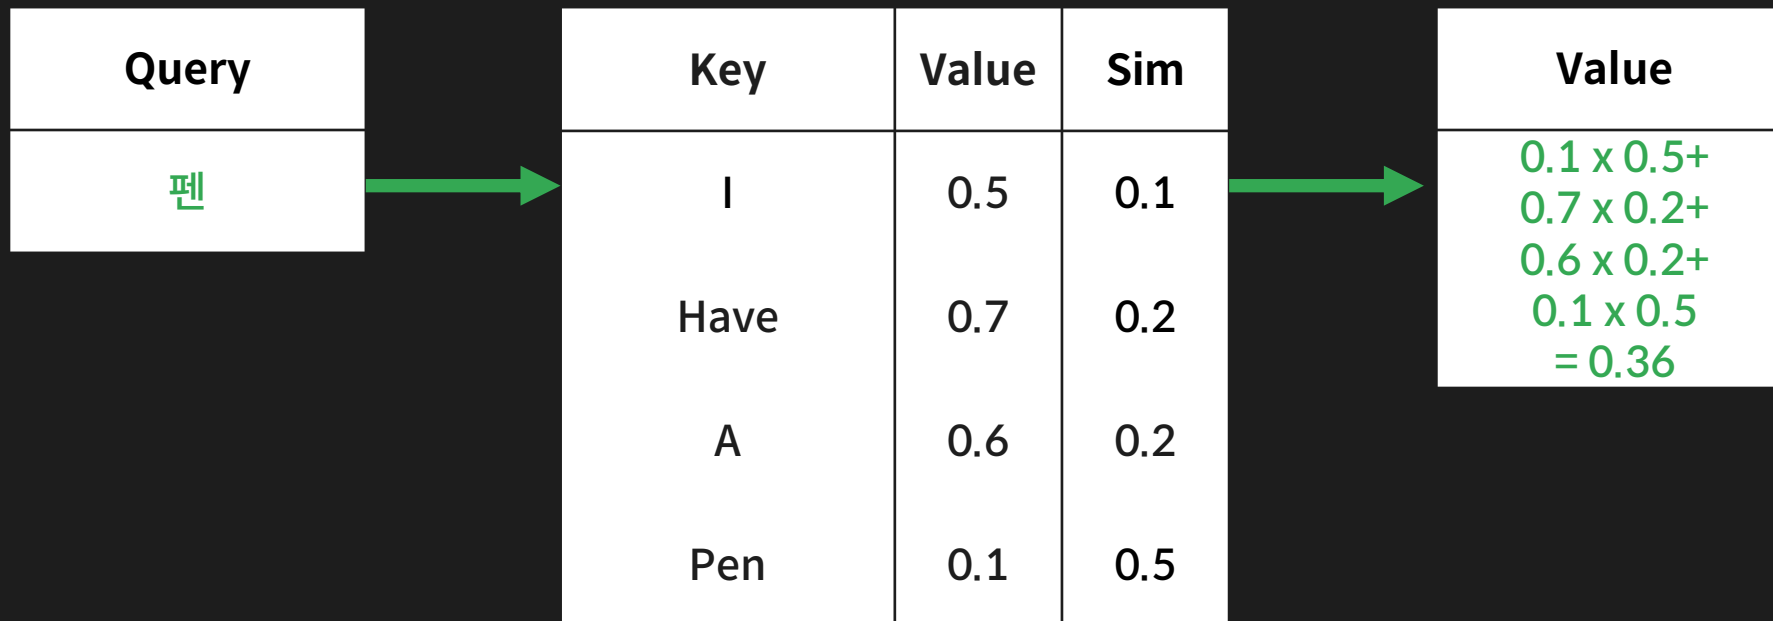 Query
펜
Key Value Sim
I 0.5 0.1
Have 0.7 0.2
A 0.6 0.2
Pen 0.1 0.5
Value
0.1 x 0.5+
0.7 x 0.2+
0.6 x 0.2+
0.1 x 0.5
= 0.36